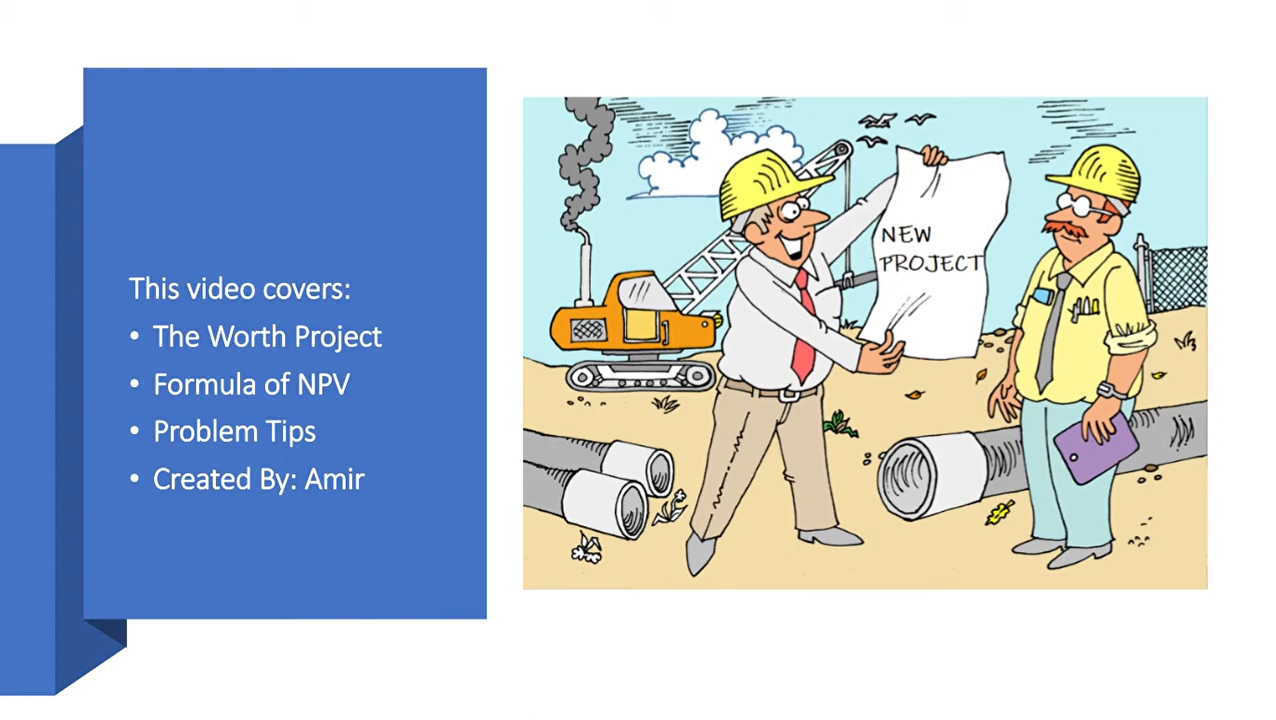 This video covers:
• The Worth Project
• Formula of NPV
• Problem Tips
• Created By: Amir
NEW
PROJECT